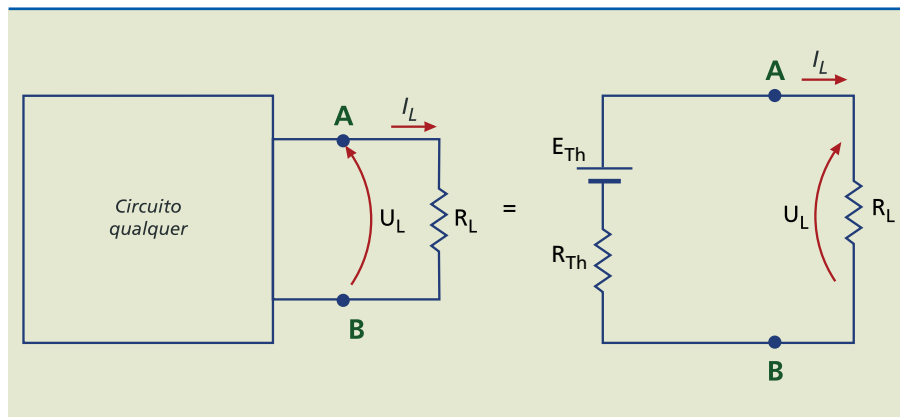 Circuito
qualquer
A
I_L
U_L
R_L
B
=
E_Th
R_Th
A
I_L
U_L
R_L
B